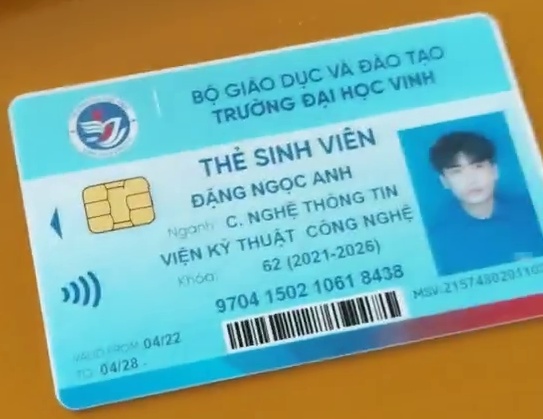 BỘ GIÁO DỤC VÀ ĐÀO TẠO
TRƯỜNG ĐẠI HỌC VINH
THẺ SINH VIÊN
ĐẶNG NGỌC ANH
Ngành: C. NGHỆ THÔNG TIN
VIỆN KỸ THUẬT CÔNG NGHỆ
Khóa: 62 (2021-2026)
9704 1502 1061 8438
VALID FROM 04/22
TO 04/28